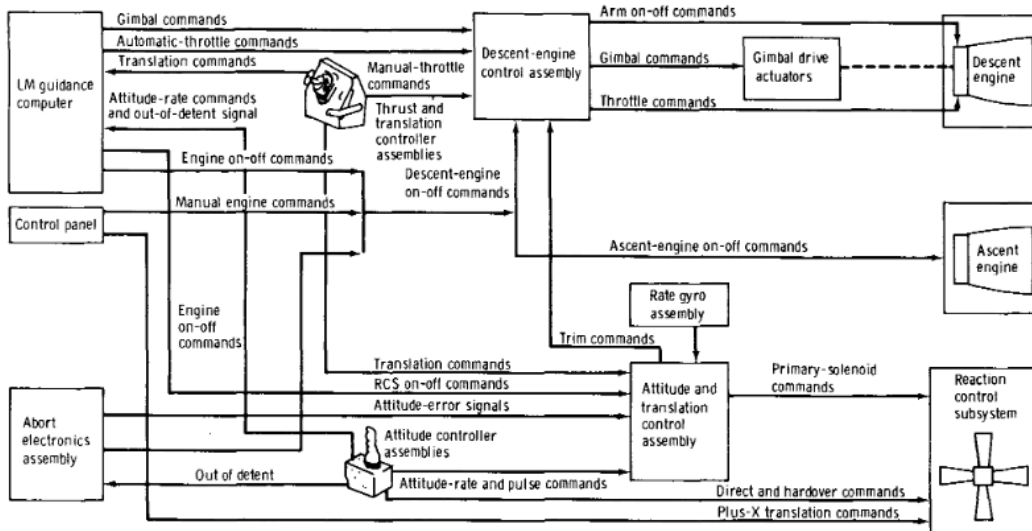 Gimbal commands
Automatic-throttle commands
Translation commands
LM guidance
computer
Attitude-rate commands
and out-of-detent signal
Manual-throttle
commands
Thrust and
translation
controller
assemblies
Descent-engine
control assembly
Arm on-off commands
Gimbal commands
Gimbal drive
actuators
Throttle commands
Descent
engine
Engine on-off commands
Descent-engine
on-off commands
Manual engine commands
Control panel
Ascent-engine on-off commands
Ascent
engine
Rate gyro
assembly
Engine
on-off
commands
Trim commands
Translation commands
RCS on-off commands
Attitude-error signals
Attitude and
translation
control
assembly
Primary-solenoid
commands
Reaction
control
subsystem
Abort
electronics
assembly
Attitude controller
assemblies
Out of detent
Attitude-rate and pulse commands
Direct and hardover commands
Plus-X translation commands